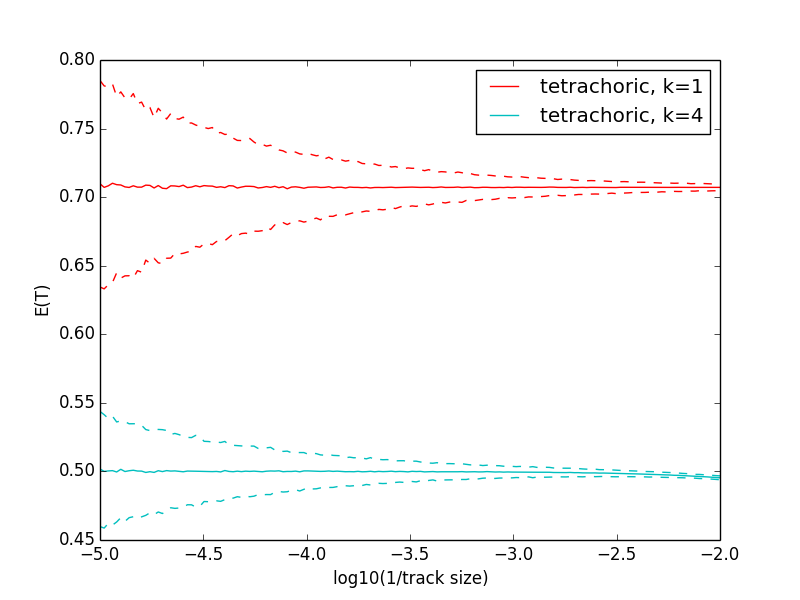 0.80
0.75
0.70
0.65
0.60
0.55
0.50
0.45
E(T)
tetrachoric, k=1
tetrachoric, k=4
−5.0 −4.5 −4.0 −3.5 −3.0 −2.5 −2.0
log10(1/track size)